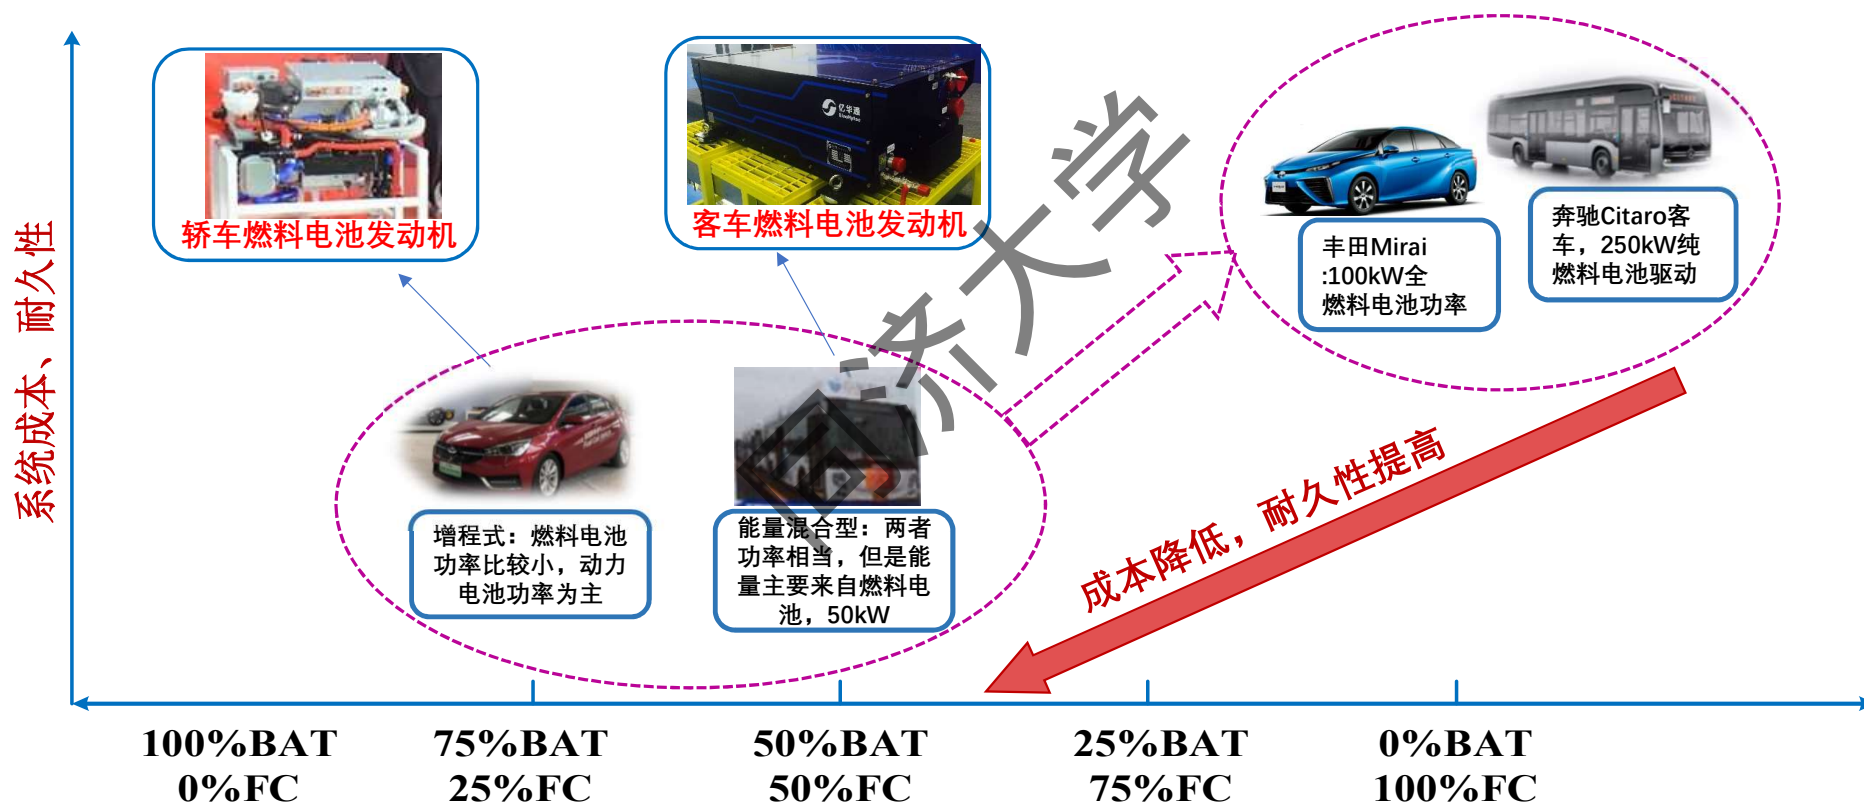 系统成本、耐久性
亿华通
SinoHytec
轿车燃料电池发动机
客车燃料电池发动机
丰田Mirai
:100kW全
燃料电池功率
奔驰Citaro客
车，250kW纯
燃料电池驱动
增程式：燃料电池
功率比较小，动力
电池功率为主
能量混合型：两者
功率相当，但是能
量主要来自燃料电
池，50kW
成本降低，耐久性提高
同济大学
100%BAT
0%FC
75%BAT
25%FC
50%BAT
50%FC
25%BAT
75%FC
0%BAT
100%FC